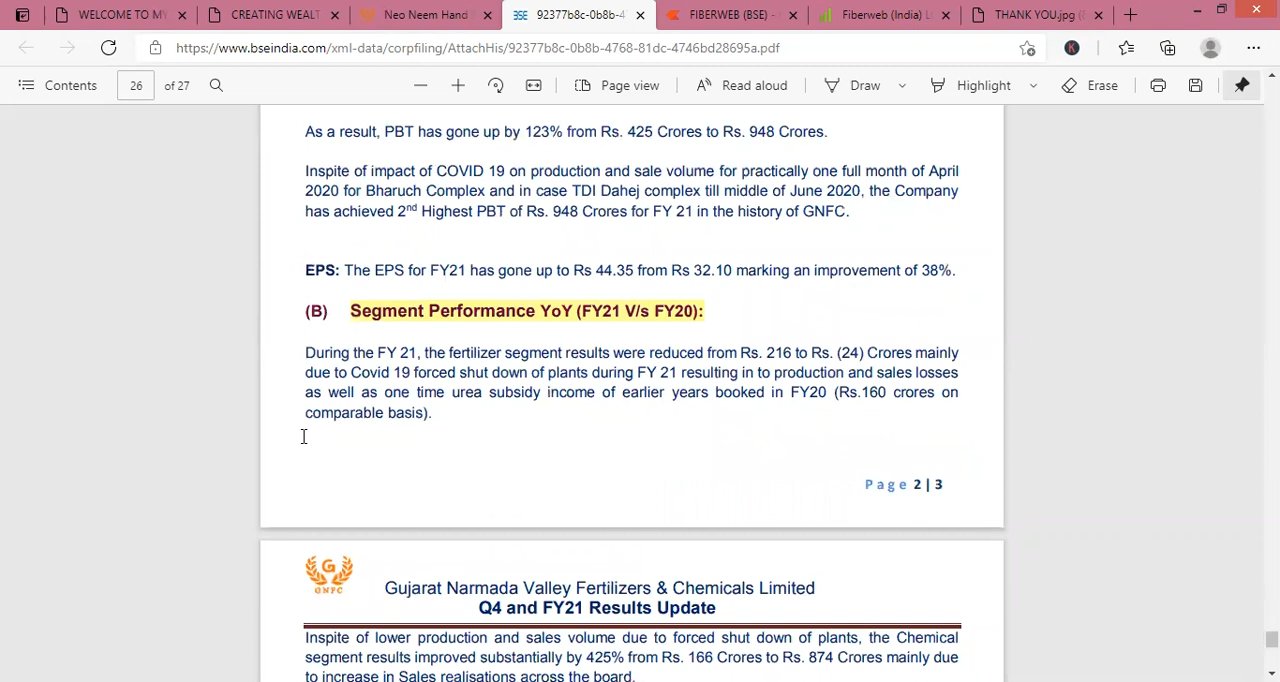 WELCOME TO MY
CREATING WEALT
Neo Neem Hand
92377b8c-0b8b-4
FIBERWEB (BSE) -
Fiberweb (India) L
THANK YOU.jpg (
https://www.bseindia.com/xml-data/corpfiling/AttachHis/92377b8c-0b8b-4768-81dc-4746bd28695a.pdf
K
Contents
26 of 27
Page view
Read aloud
Draw
Highlight
Erase
As a result, PBT has gone up by 123% from Rs. 425 Crores to Rs. 948 Crores.
Inspite of impact of COVID 19 on production and sale volume for practically one full month of April
2020 for Bharuch Complex and in case TDI Dahej complex till middle of June 2020, the Company
has achieved 2nd Highest PBT of Rs. 948 Crores for FY 21 in the history of GNFC.
EPS: The EPS for FY21 has gone up to Rs 44.35 from Rs 32.10 marking an improvement of 38%.
(B) Segment Performance YoY (FY21 V/s FY20):
During the FY 21, the fertilizer segment results were reduced from Rs. 216 to Rs. (24) Crores mainly
due to Covid 19 forced shut down of plants during FY 21 resulting in to production and sales losses
as well as one time urea subsidy income of earlier years booked in FY20 (Rs.160 crores on
comparable basis).
Page 2 | 3
G
GNFC
Gujarat Narmada Valley Fertilizers & Chemicals Limited
Q4 and FY21 Results Update
Inspite of lower production and sales volume due to forced shut down of plants, the Chemical
segment results improved substantially by 425% from Rs. 166 Crores to Rs. 874 Crores mainly due
to increase in Sales realisations across the board.